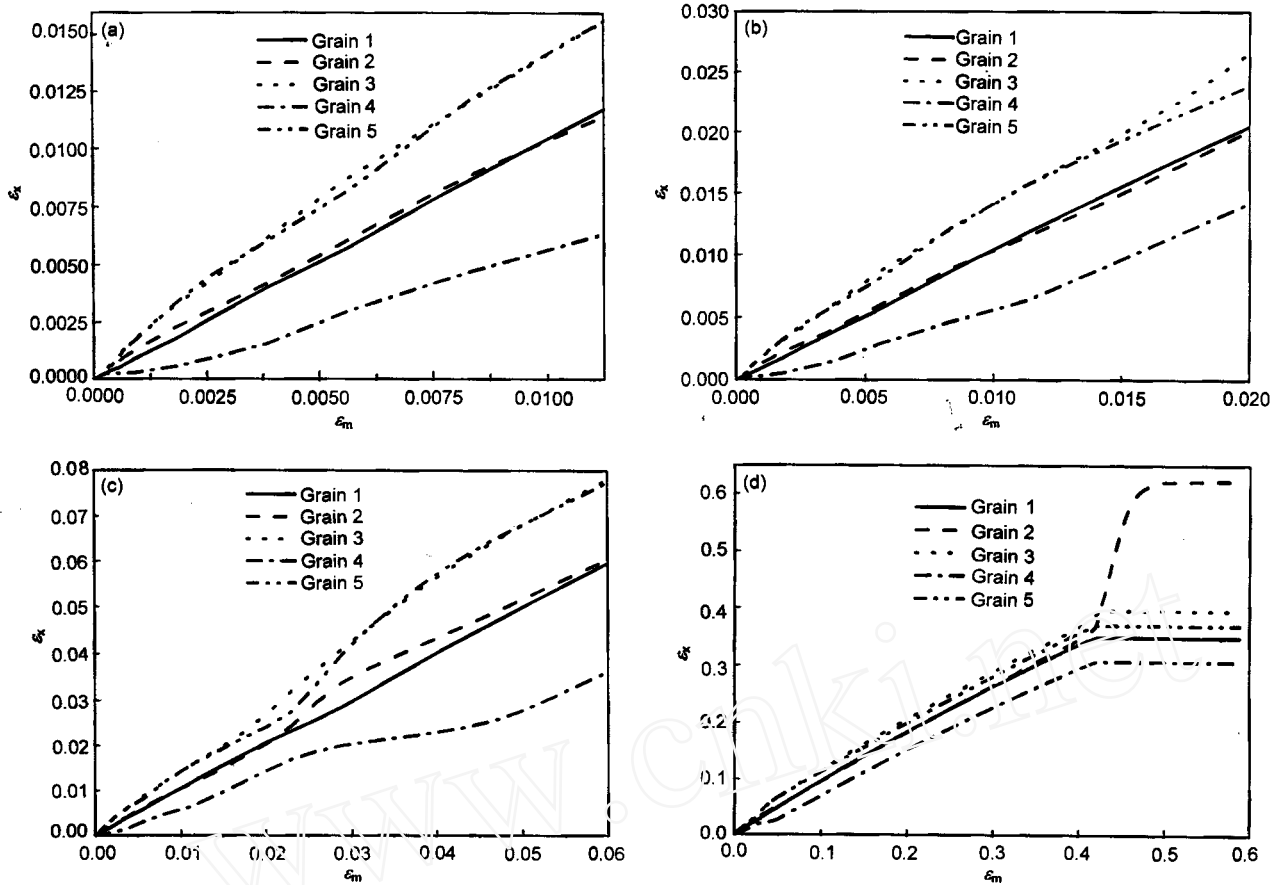 (a)
Grain 1
Grain 2
Grain 3
Grain 4
Grain 5
0.0150
0.0125
0.0100
0.0075
0.0050
0.0025
0.0000
εx
0.0000 0.0025 0.0050 0.0075 0.0100
εm
(b)
Grain 1
Grain 2
Grain 3
Grain 4
Grain 5
0.030
0.025
0.020
0.015
0.010
0.005
0.000
εx
0.000 0.005 0.010 0.015 0.020
εm
(c)
Grain 1
Grain 2
Grain 3
Grain 4
Grain 5
0.08
0.07
0.06
0.05
0.04
0.03
0.02
0.01
0.00
εx
0.00 0.01 0.02 0.03 0.04 0.05 0.06
εm
(d)
Grain 1
Grain 2
Grain 3
Grain 4
Grain 5
0.6
0.5
0.4
0.3
0.2
0.1
0.0
εx
0.0 0.1 0.2 0.3 0.4 0.5 0.6
εm
www.cnki.net